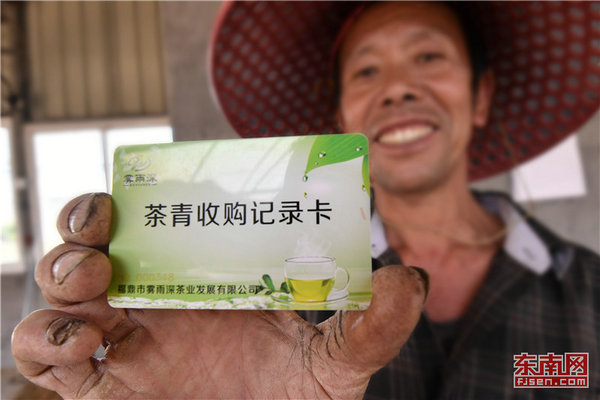 雾雨深
茶青收购记录卡
000348
福鼎市雾雨深茶业发展有限公司
东南网
fjsen.com